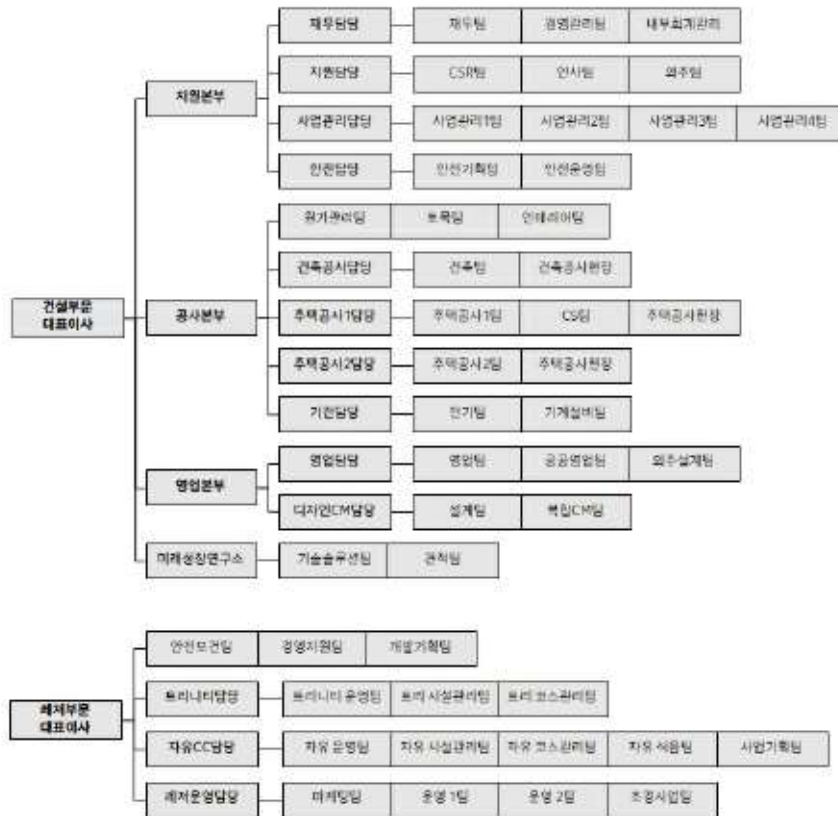 재무담당 재무팀 경영관리팀 내부회계관리
지원본부
지원담당 CSR팀 인사팀 외주팀
사업관리담당 사업관리1팀 사업관리2팀 사업관리3팀 사업관리4팀
안전담당 안전기획팀 안전운영팀
원가관리팀 토목팀 인테리어팀
건축공사담당 건축팀 건축공사현장
건설부문
대표이사
공사본부
주택공사1담당 주택공사1팀 CS팀 주택공사현장
주택공사2담당 주택공사2팀 주택공사현장
기전담당 전기팀 기계설비팀
영업담당 영업팀 공공영업팀 외주설계팀
영업본부
디자인CM담당 설계팀 복합CM팀
미래성장연구소 기술솔루션팀 견적팀
안전보건팀 경영지원팀 개발기획팀
트리니티담당 트리니티 운영팀 트리 시설관리팀 트리 코스관리팀
레저부문
대표이사
자유CC담당 자유 운영팀 자유 시설관리팀 자유 코스관리팀 자유 식음팀 사업기획팀
레저운영담당 마케팅팀 운영 1팀 운영 2팀 조경사업팀